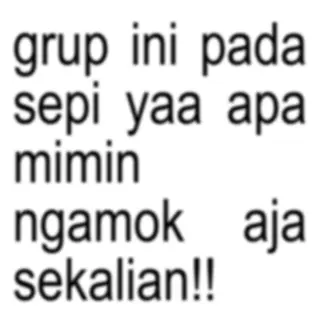 grup ini pada
sepi yaa apa
mimin
ngamok aja
sekalian!!